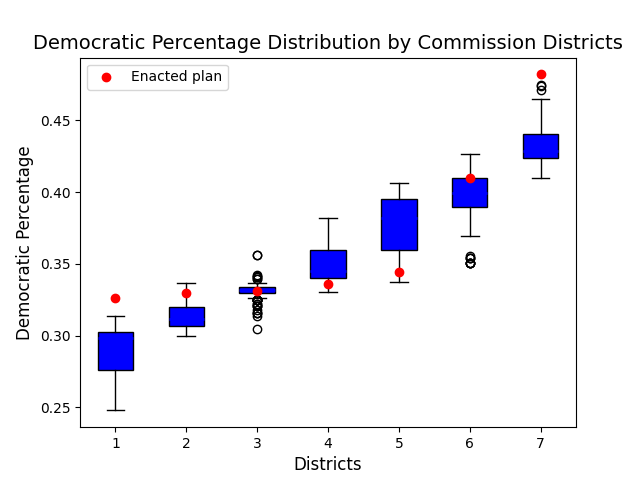 Democratic Percentage Distribution by Commission Districts
Enacted plan
0.45
0.40
0.35
0.30
0.25
Democratic Percentage
1 2 3 4 5 6 7
Districts